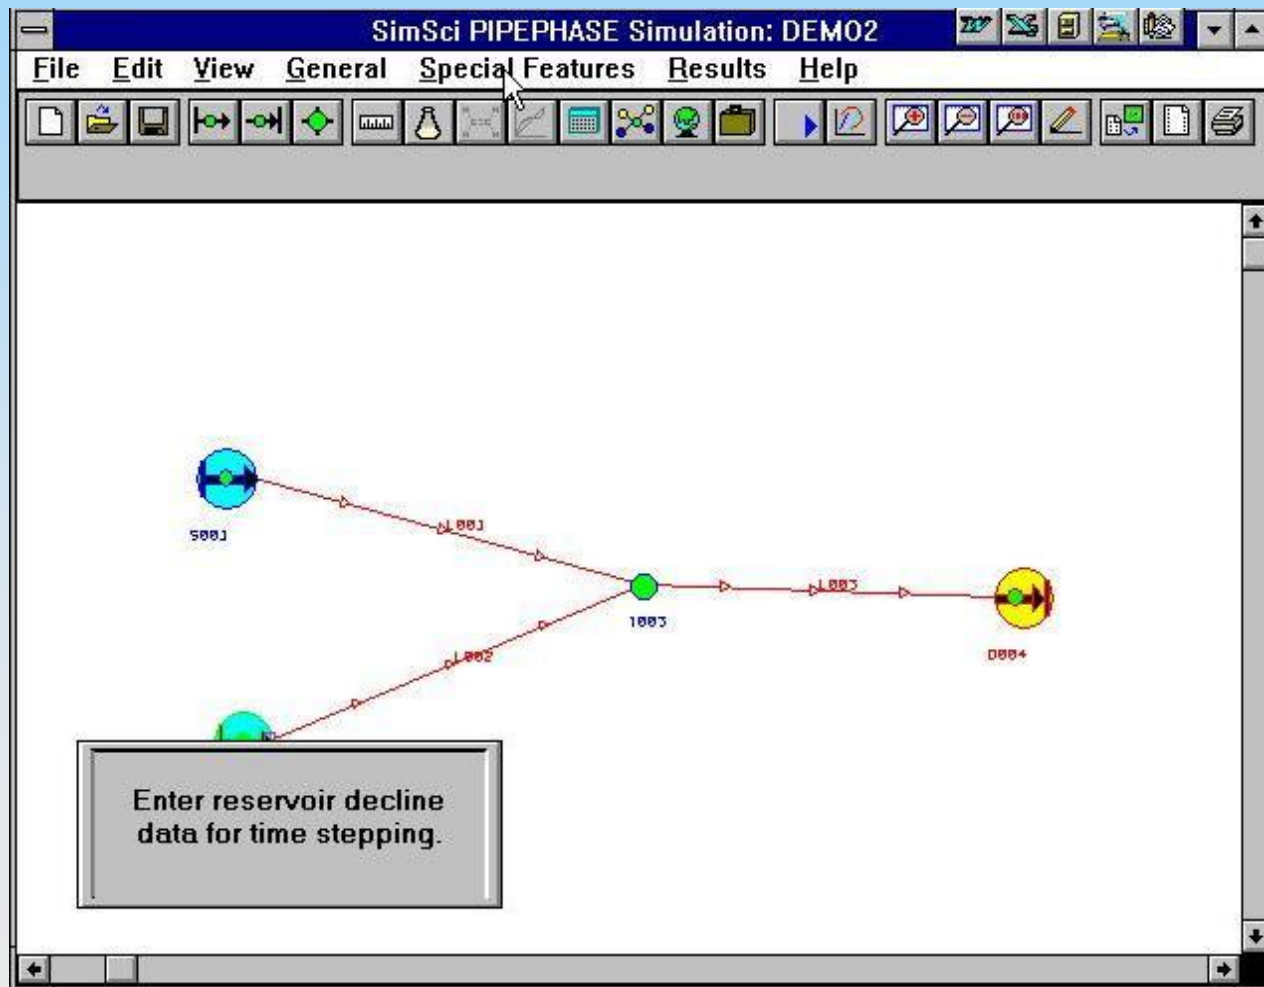 SimSci PIPEPHASE Simulation: DEMO2
File Edit View General Special Features Results Help
S001
L001
L003
1003
L002
D004
Enter reservoir decline
data for time stepping.